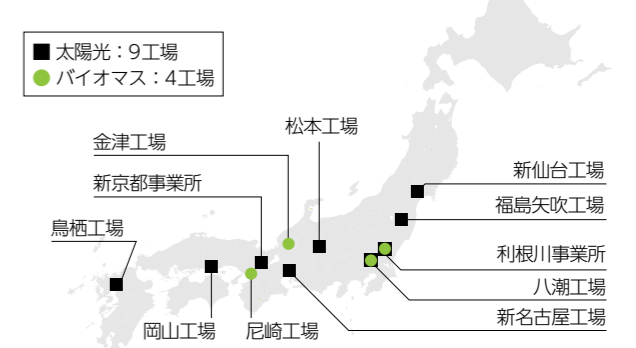 ■ 太陽光：9工場
● バイオマス：4工場
松本工場
金津工場
新京都事業所
鳥栖工場
新仙台工場
福島矢吹工場
利根川事業所
八潮工場
新名古屋工場
岡山工場
尼崎工場